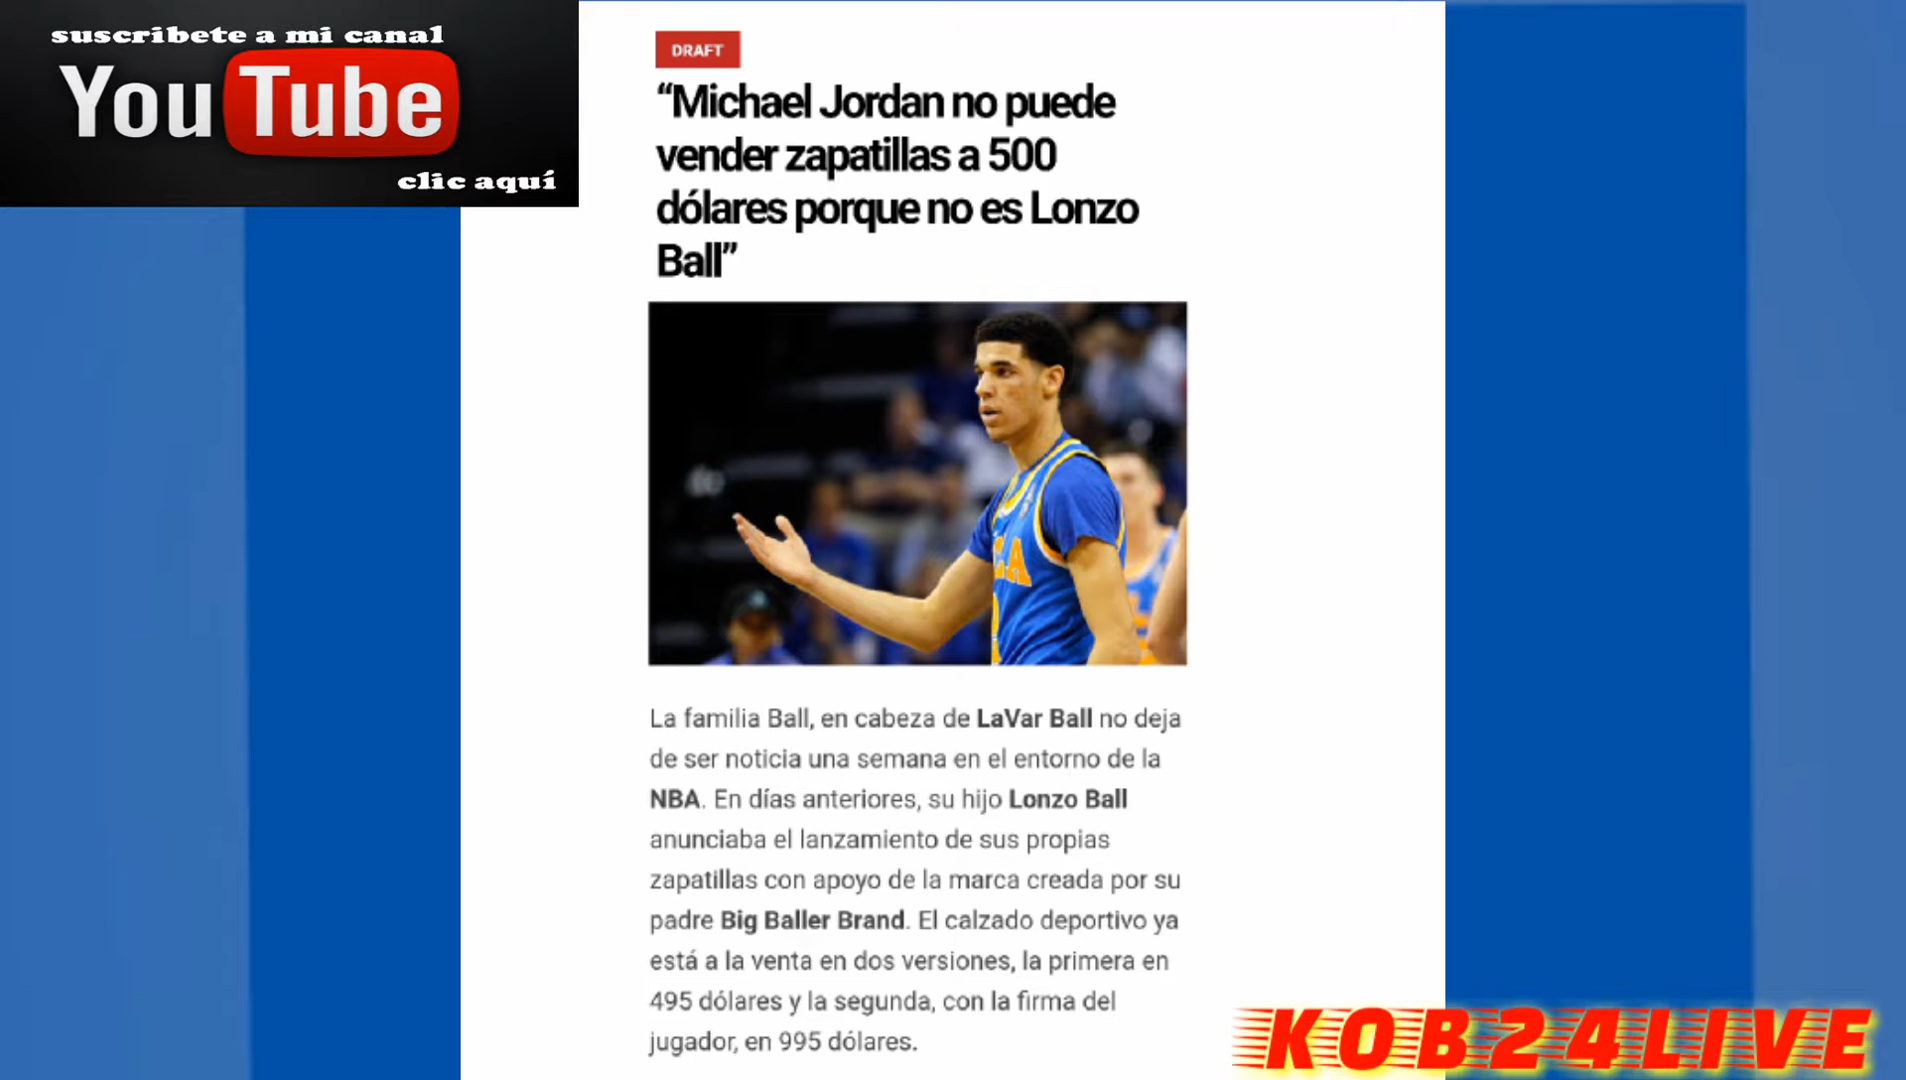 suscribete a mi canal
YouTube
clic aquí
DRAFT
“Michael Jordan no puede
vender zapatillas a 500
dólares porque no es Lonzo
Ball”
La familia Ball, en cabeza de LaVar Ball no deja
de ser noticia una semana en el entorno de la
NBA. En días anteriores, su hijo Lonzo Ball
anunciaba el lanzamiento de sus propias
zapatillas con apoyo de la marca creada por su
padre Big Baller Brand. El calzado deportivo ya
está a la venta en dos versiones, la primera en
495 dólares y la segunda, con la firma del
jugador, en 995 dólares.
KOB24LIVE